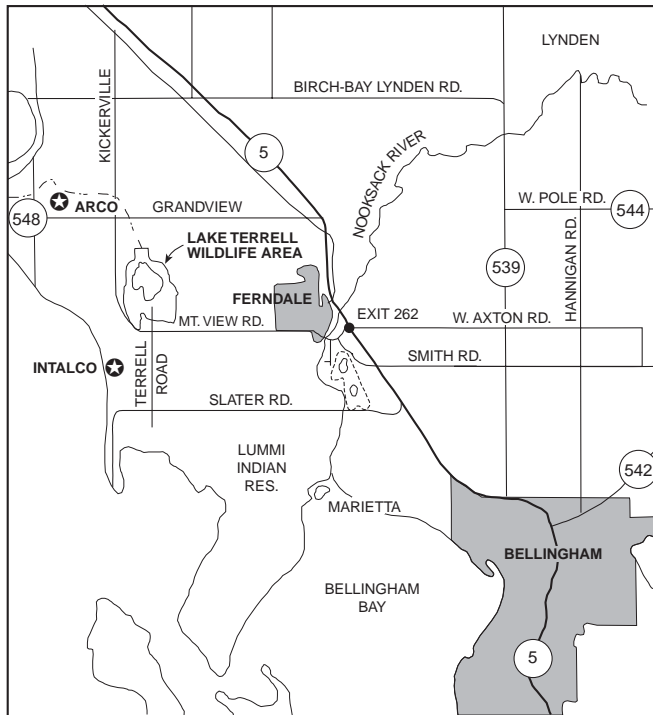 LYNDEN
BIRCH-BAY LYNDEN RD.
KICKERVILLE
5
NOOKSACK RIVER
ARCO
548
GRANDVIEW
W. POLE RD.
544
LAKE TERRELL
WILDLIFE AREA
539
HANNIGAN RD.
FERNDALE
EXIT 262
MT. VIEW RD.
W. AXTON RD.
INTALCO
TERRELL
ROAD
SMITH RD.
SLATER RD.
LUMMI
INDIAN
RES.
542
MARIETTA
BELLINGHAM
BELLINGHAM
BAY
5